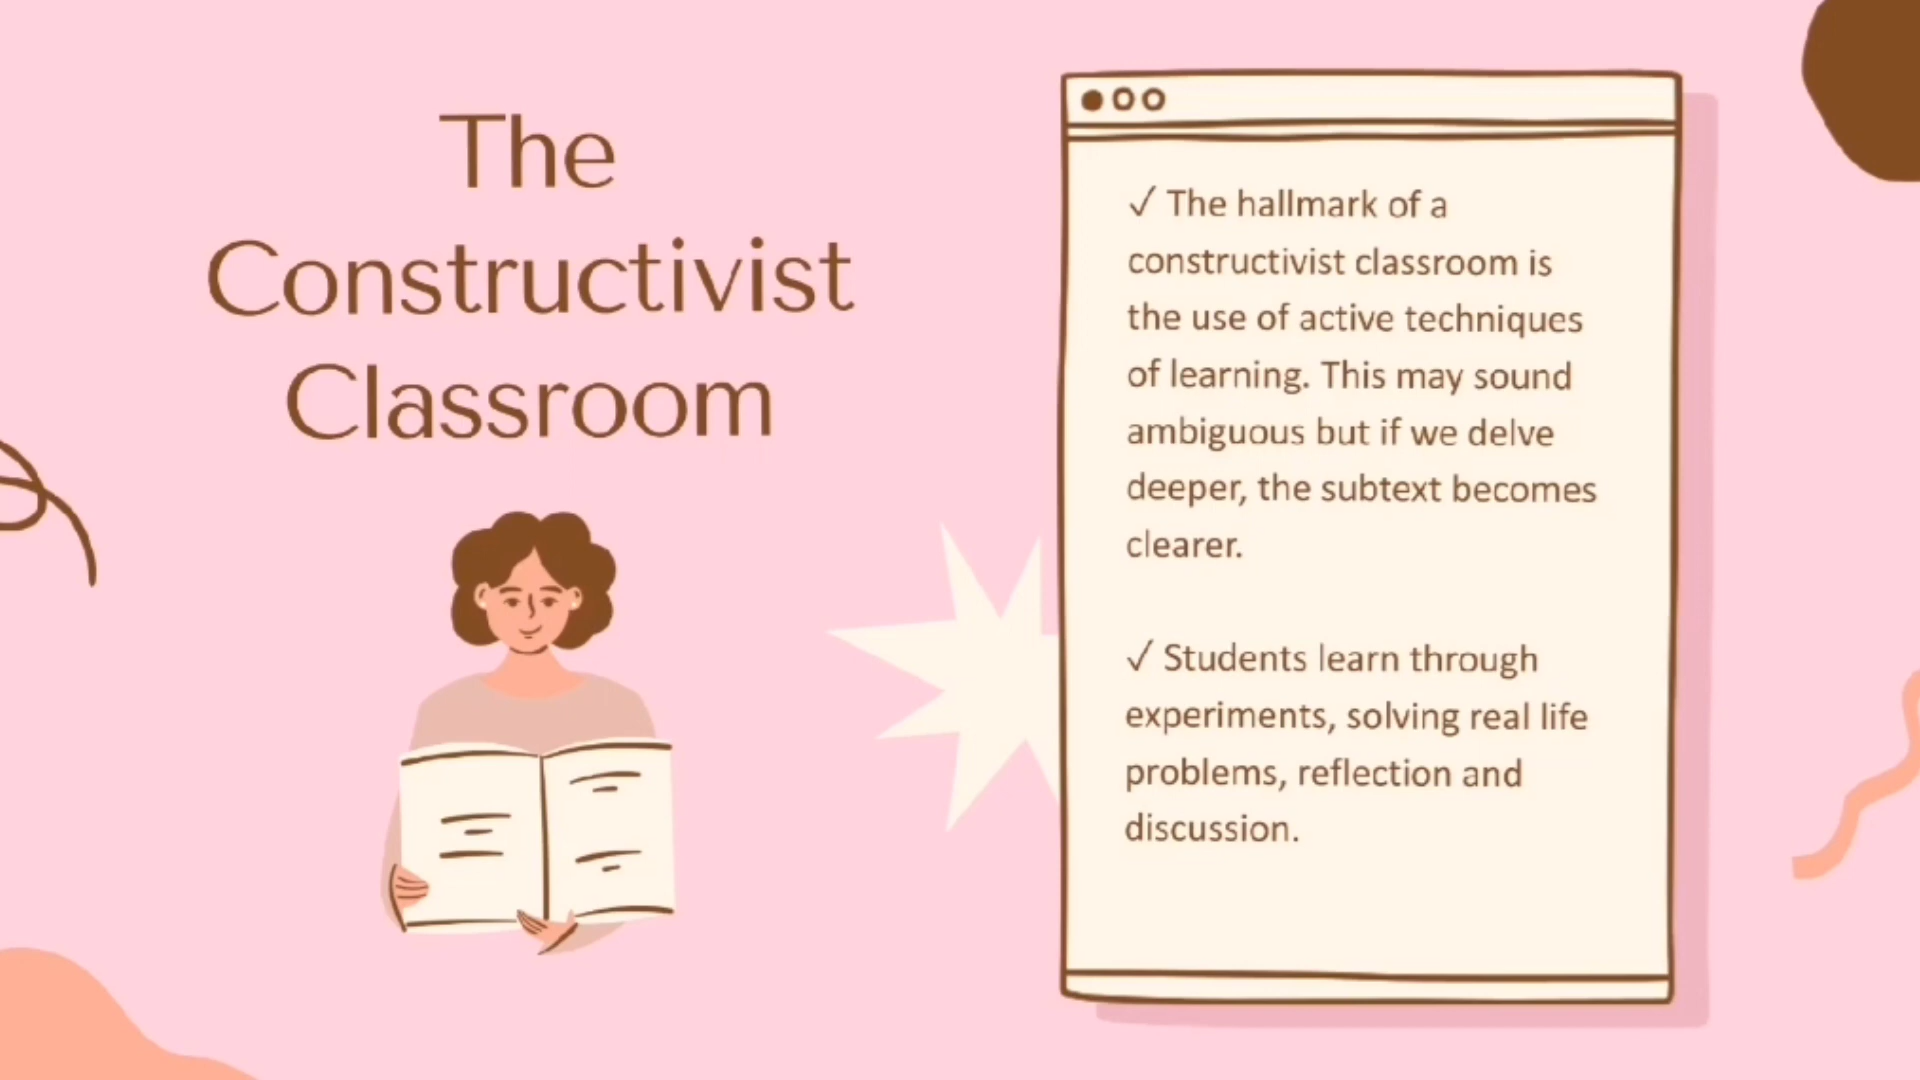 The
Constructivist
Classroom
✓ The hallmark of a
constructivist classroom is
the use of active techniques
of learning. This may sound
ambiguous but if we delve
deeper, the subtext becomes
clearer.
✓ Students learn through
experiments, solving real life
problems, reflection and
discussion.